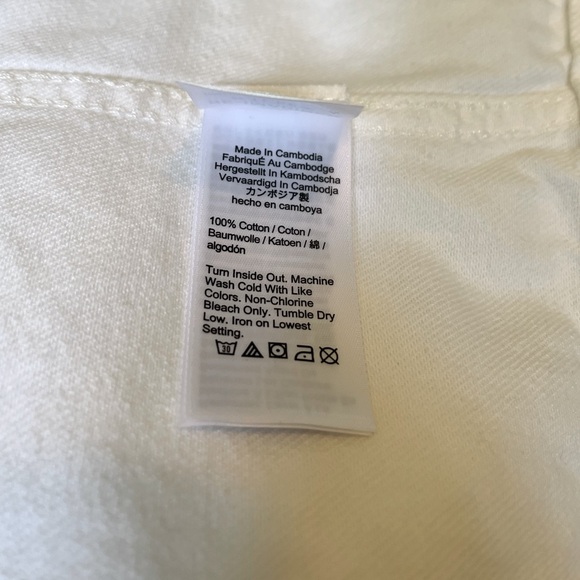 Made In Cambodia
FabriquÉ Au Cambodge
Hergestellt In Kambodscha
Vervaardigd In Cambodja
カンボジア製
hecho en camboya
100% Cotton / Coton /
Baumwolle / Katoen / 綿 /
algodón
Turn Inside Out. Machine
Wash Cold With Like
Colors. Non-Chlorine
Bleach Only. Tumble Dry
Low. Iron on Lowest
Setting.
30